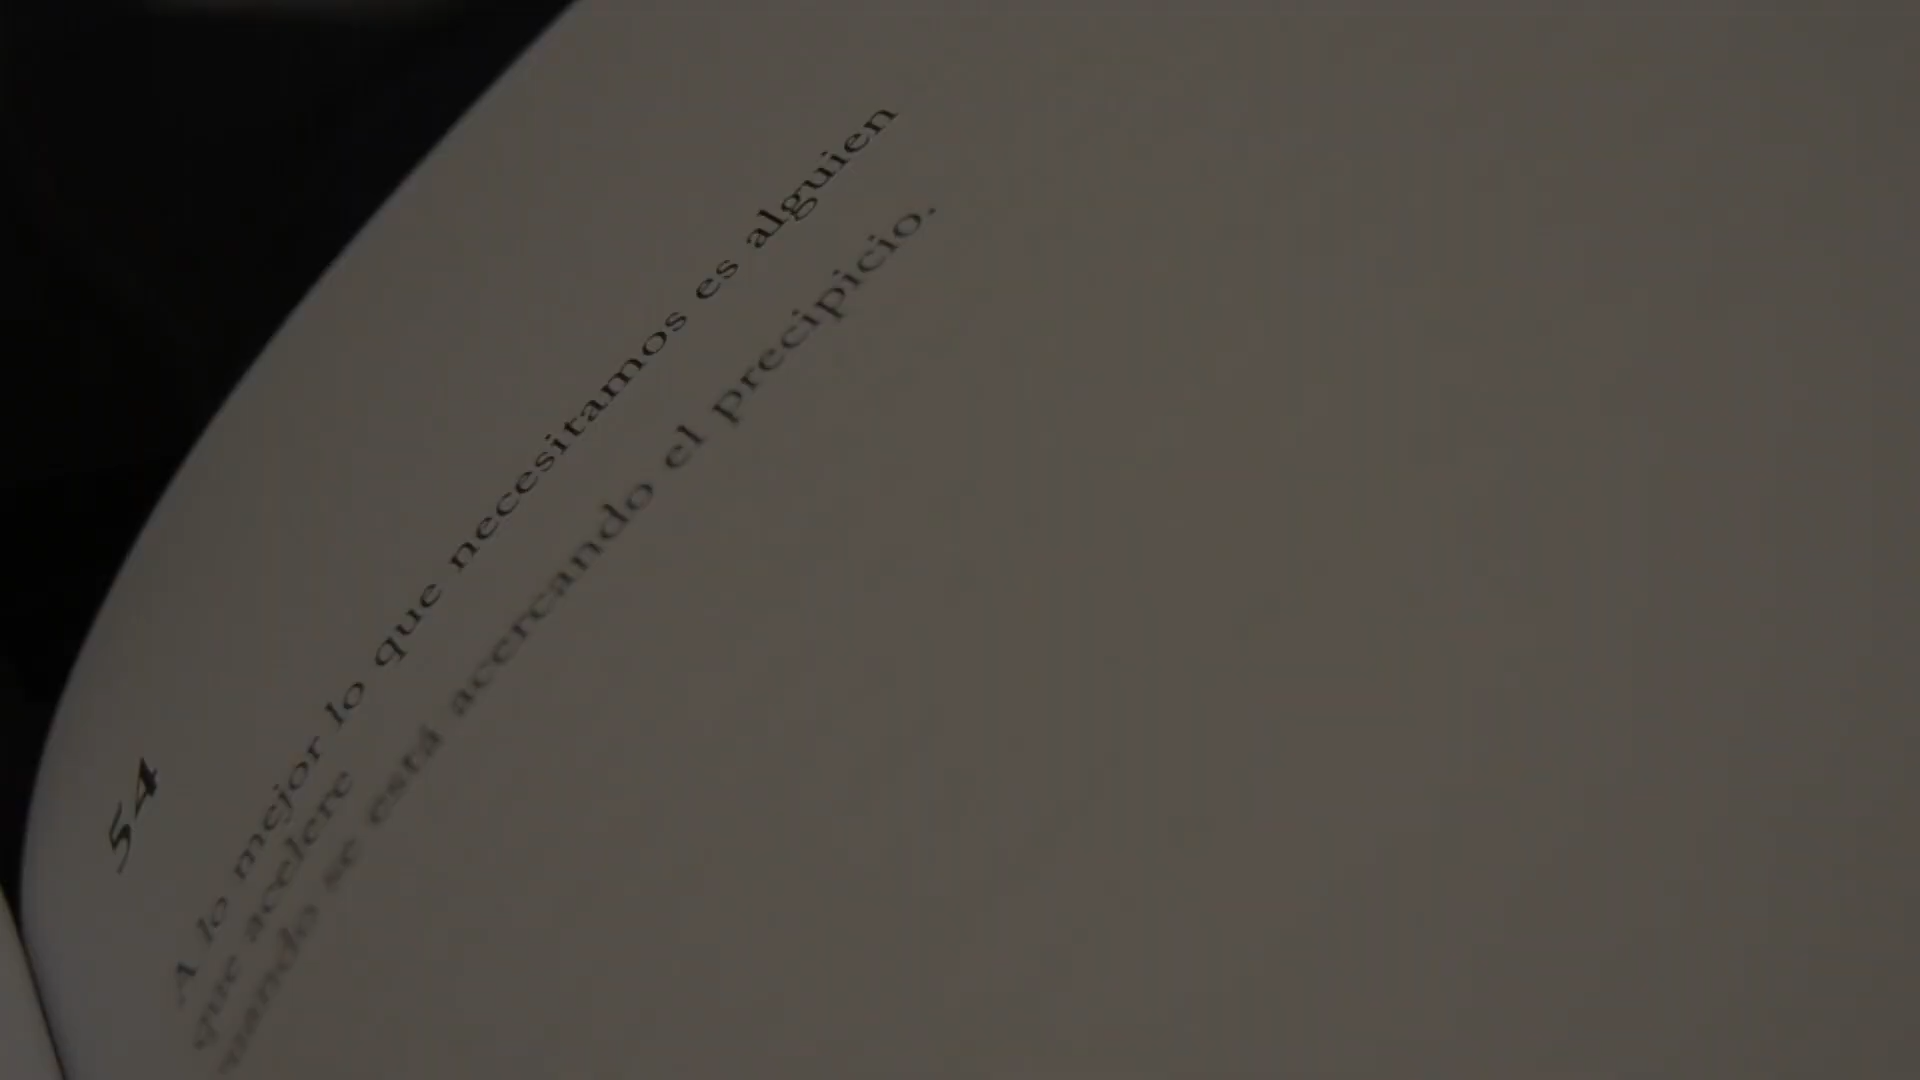 54
A lo mejor lo que necesitamos es alguien
que acelere
cuando se está acercando el precipicio.